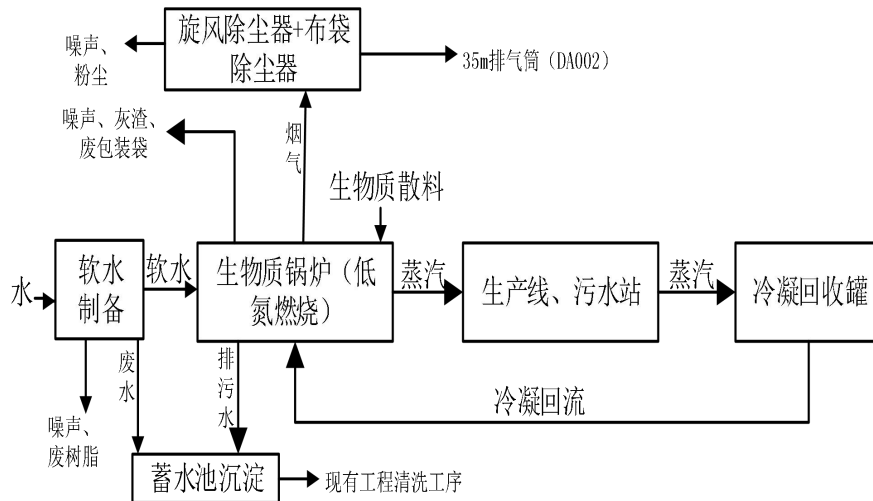 旋风除尘器+布袋
除尘器
噪声、
粉尘
35m排气筒（DA002）
噪声、灰渣、
废包装袋
烟气
生物质散料
水
软水
制备
软水
生物质锅炉（低
氮燃烧）
蒸汽
生产线、污水站
蒸汽
冷凝回收罐
废水
排污水
冷凝回流
噪声、
废树脂
蓄水池沉淀
现有工程清洗工序